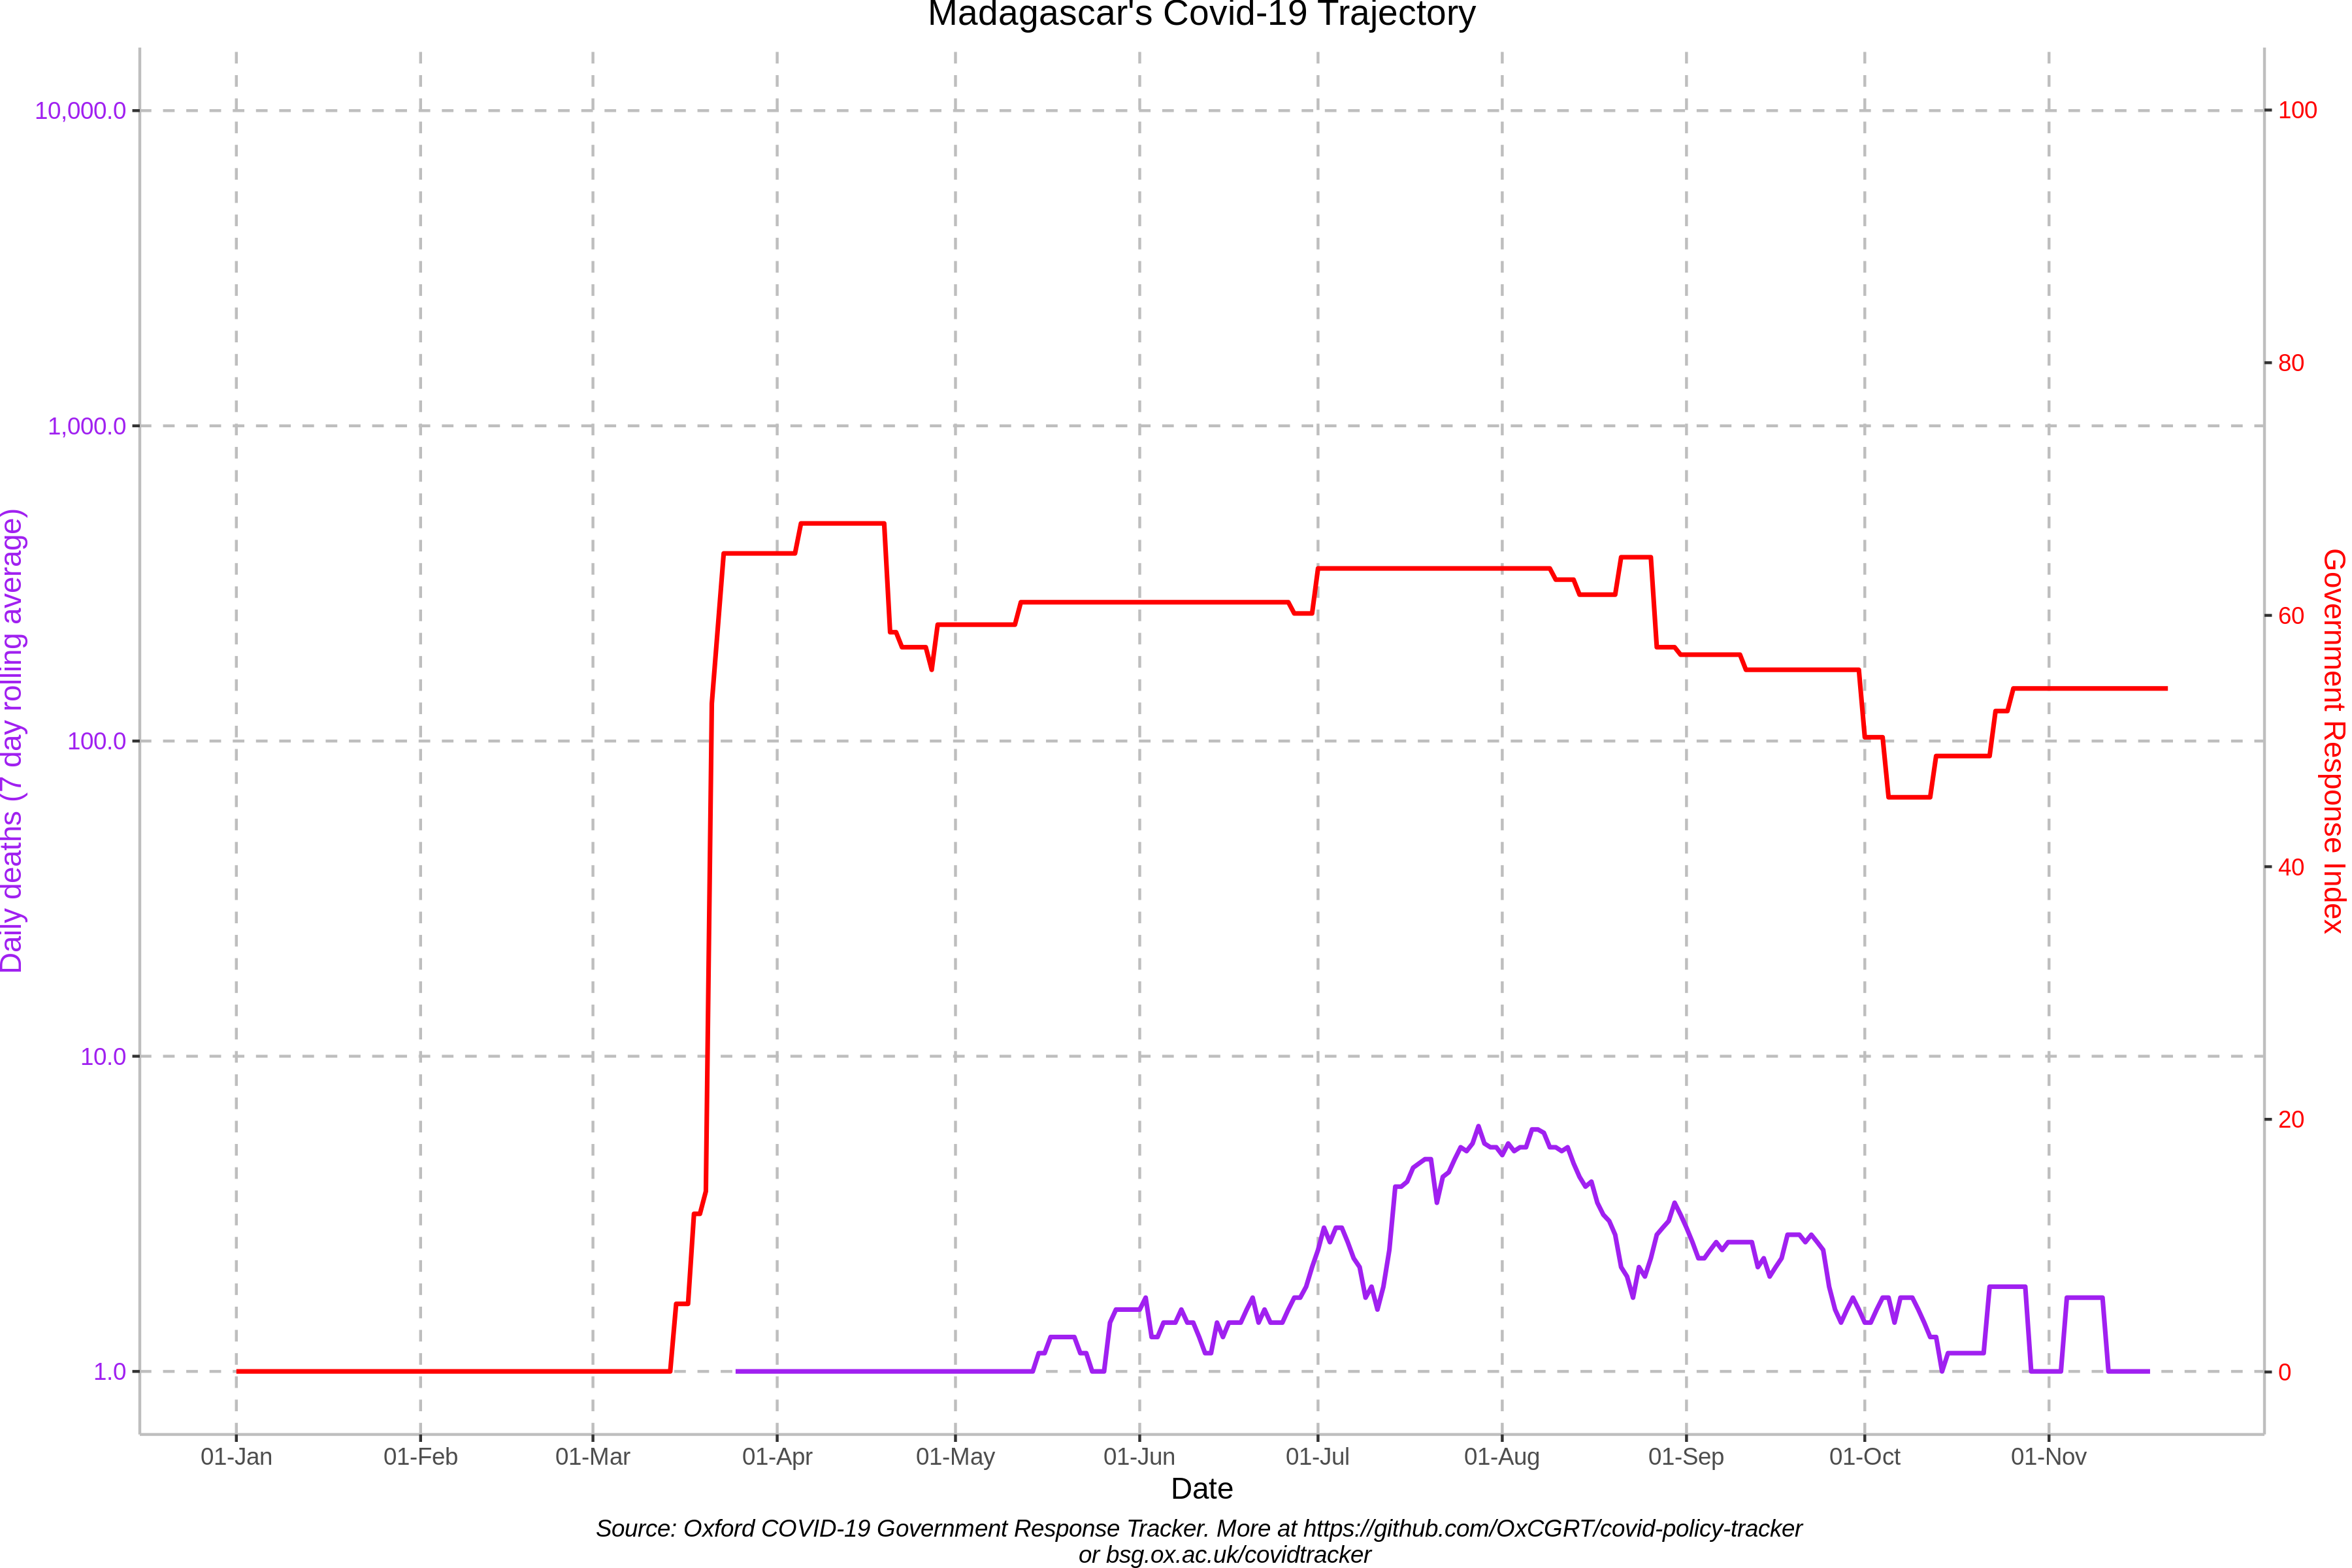 Madagascar's Covid-19 Trajectory
10,000.0
1,000.0
100.0
10.0
1.0
Daily deaths (7 day rolling average)
100
80
60
40
20
0
Government Response Index
01-Jan 01-Feb 01-Mar 01-Apr 01-May 01-Jun 01-Jul 01-Aug 01-Sep 01-Oct 01-Nov
Date
Source: Oxford COVID-19 Government Response Tracker. More at https://github.com/OxCGRT/covid-policy-tracker
or bsg.ox.ac.uk/covidtracker